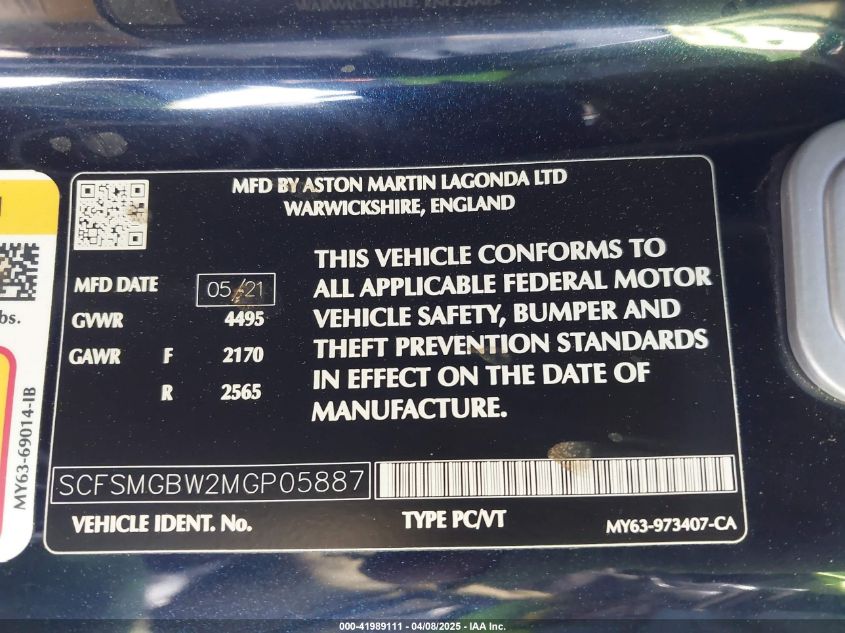 MFD BY ASTON MARTIN LAGONDA LTD
WARWICKSHIRE, ENGLAND
MFD DATE 05/21
GVWR 4495
GAWR F 2170
R 2565
THIS VEHICLE CONFORMS TO
ALL APPLICABLE FEDERAL MOTOR
VEHICLE SAFETY, BUMPER AND
THEFT PREVENTION STANDARDS
IN EFFECT ON THE DATE OF
MANUFACTURE.
SCFSMGBW2MGP05887
VEHICLE IDENT. No.
TYPE PC/VT
MY63-973407-CA
bs.
MY63-69014-IB
000-41989111 - 04/08/2025 - IAA Inc.